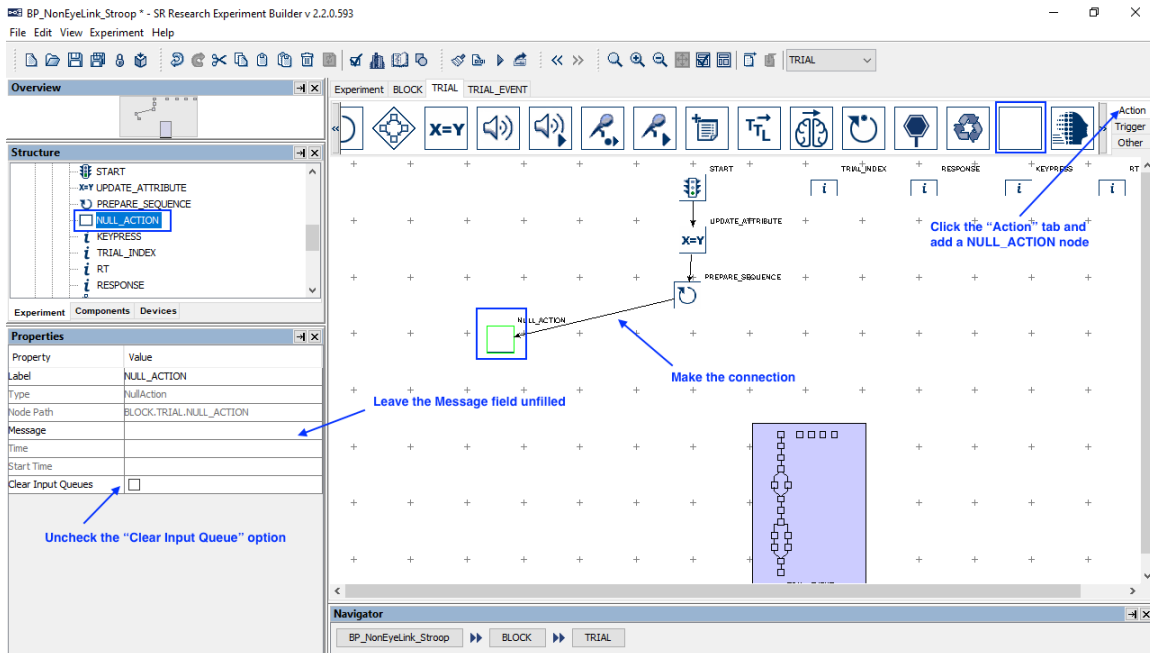 BP_NonEyeLink_Stroop * - SR Research Experiment Builder v 2.2.0.593
File Edit View Experiment Help
TRIAL
Overview
Experiment BLOCK TRIAL TRIAL_EVENT
X=Y
TTL
Action
Trigger
Other
Structure
START
X=Y UPDATE_ATTRIBUTE
PREPARE_SEQUENCE
NULL_ACTION
KEYPRESS
TRIAL_INDEX
RT
RESPONSE
Experiment Components Devices
START
TRIAL_INDEX
RESPONSE
KEYPRESS
RT
UPDATE_ATTRIBUTE
X=Y
PREPARE_SEQUENCE
NULL_ACTION
Click the “Action” tab and
add a NULL_ACTION node
Make the connection
Properties
Property Value
Label NULL_ACTION
Type NullAction
Node Path BLOCK.TRIAL.NULL_ACTION
Message
Time
Start Time
Clear Input Queues
Leave the Message field unfilled
Uncheck the “Clear Input Queue” option
Navigator
BP_NonEyeLink_Stroop BLOCK TRIAL